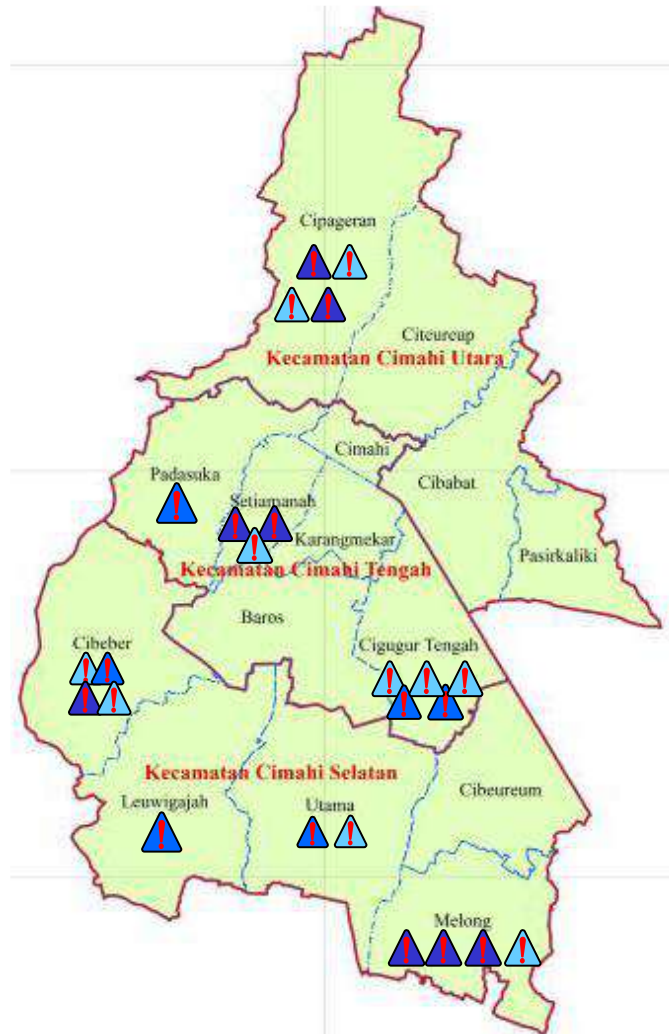 Cipageran
Citeureup
Kecamatan Cimahi Utara
Cimahi
Padasuka
Cibabat
Setiamanah
Karangmekar
Pasirkaliki
Kecamatan Cimahi Tengah
Baros
Cibeber
Cigugur Tengah
Kecamatan Cimahi Selatan
Cibeureum
Leuwigajah
Utama
Melong